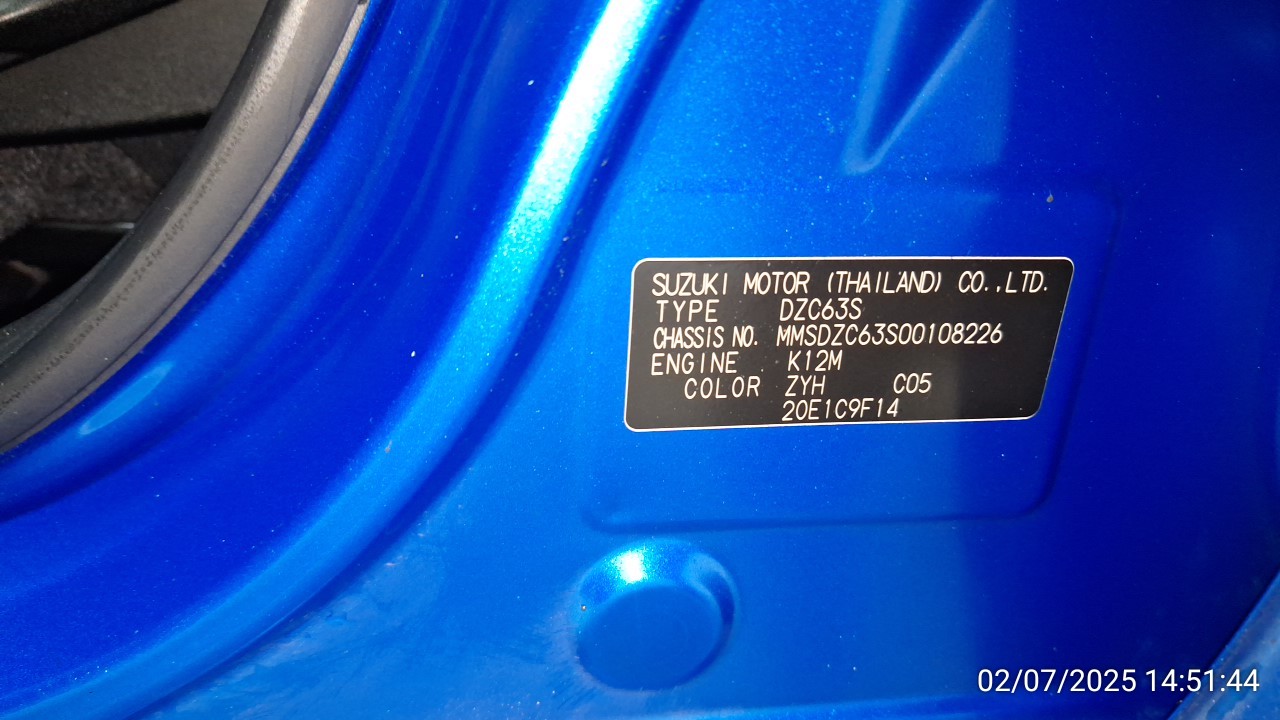 SUZUKI MOTOR (THAILAND) CO.,LTD.
TYPE DZC63S
CHASSIS NO. MMSDZC63S00108226
ENGINE K12M
COLOR ZYH C05
20E1C9F14
02/07/2025 14:51:44